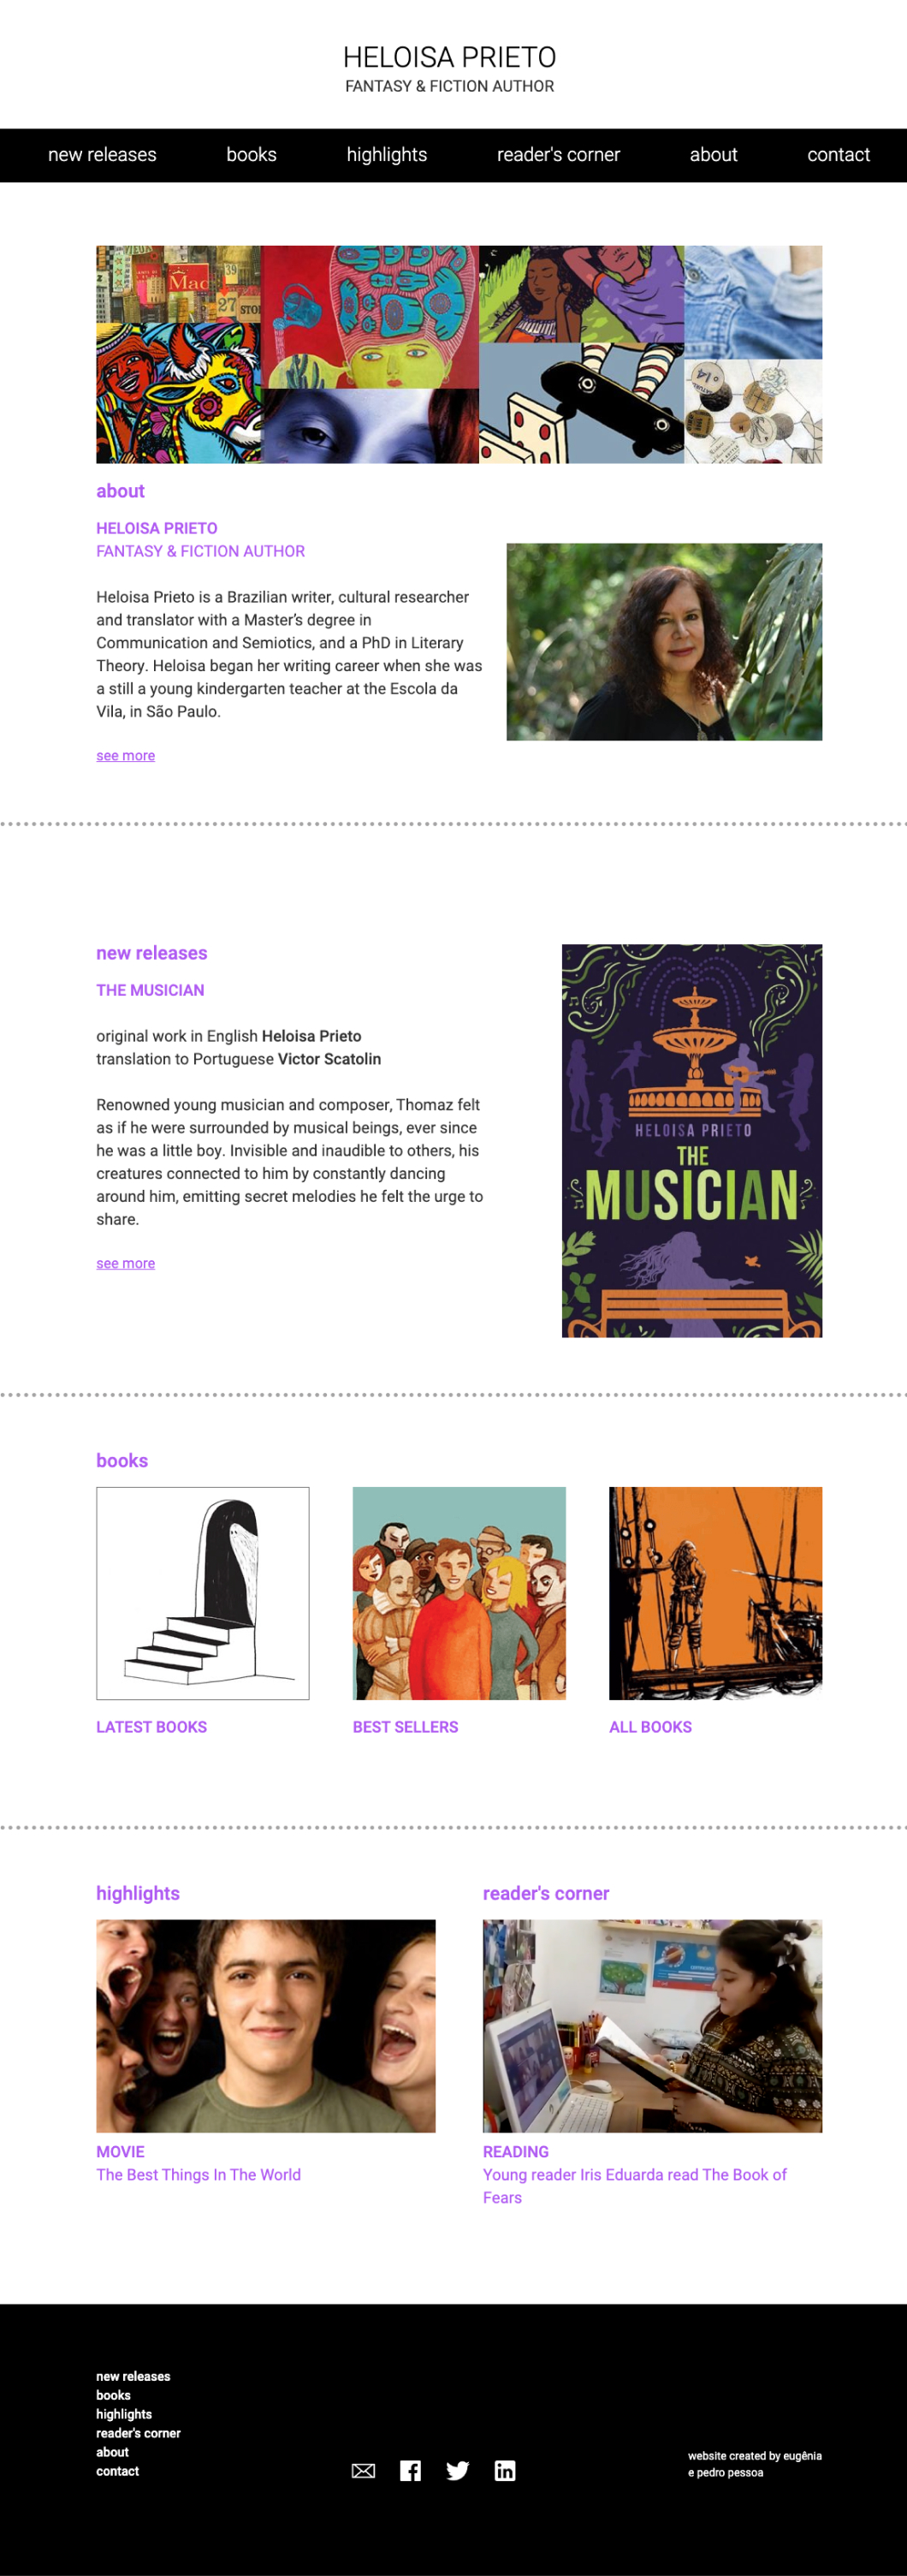 HELOISA PRIETO
FANTASY & FICTION AUTHOR
new releases books highlights reader's corner about contact
Mac
39
27
STO
about
HELOISA PRIETO
FANTASY & FICTION AUTHOR
Heloisa Prieto is a Brazilian writer, cultural researcher
and translator with a Master's degree in
Communication and Semiotics, and a PhD in Literary
Theory. Heloisa began her writing career when she was
a still a young kindergarten teacher at the Escola da
Vila, in São Paulo.
see more
new releases
THE MUSICIAN
original work in English Heloisa Prieto
translation to Portuguese Victor Scatolin
Renowned young musician and composer, Thomaz felt
as if he were surrounded by musical beings, ever since
he was a little boy. Invisible and inaudible to others, his
creatures connected to him by constantly dancing
around him, emitting secret melodies he felt the urge to
share.
see more
HELOISA PRIETO
THE
MUSICIAN
books
LATEST BOOKS
BEST SELLERS
ALL BOOKS
highlights
MOVIE
The Best Things In The World
reader's corner
READING
Young reader Iris Eduarda read The Book of
Fears
new releases
books
highlights
reader's corner
about
contact
website created by eugênia
e pedro pessoa